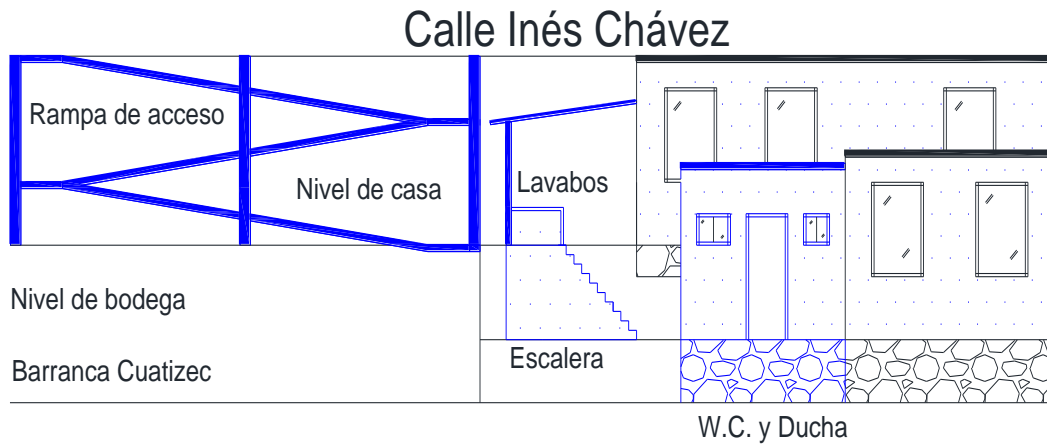 Calle Inés Chávez
Rampa de acceso
Nivel de casa
Lavabos
Nivel de bodega
Escalera
Barranca Cuatizec
W.C. y Ducha